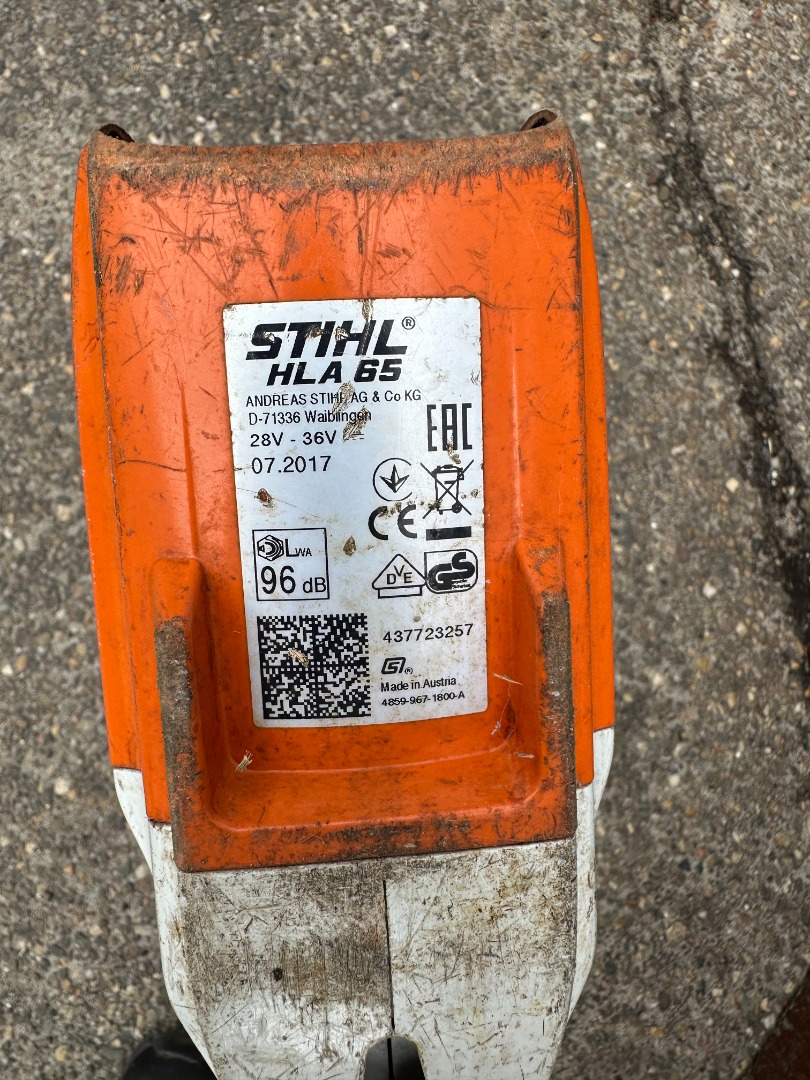 STIHL®
HLA 65
ANDREAS STIHL AG & Co KG
D-71336 Waiblingen
28V - 36V
07.2017
EAC
CE
LWA
96 dB
DVE
GS
437723257
®
Made in Austria
4859-967-1800-A